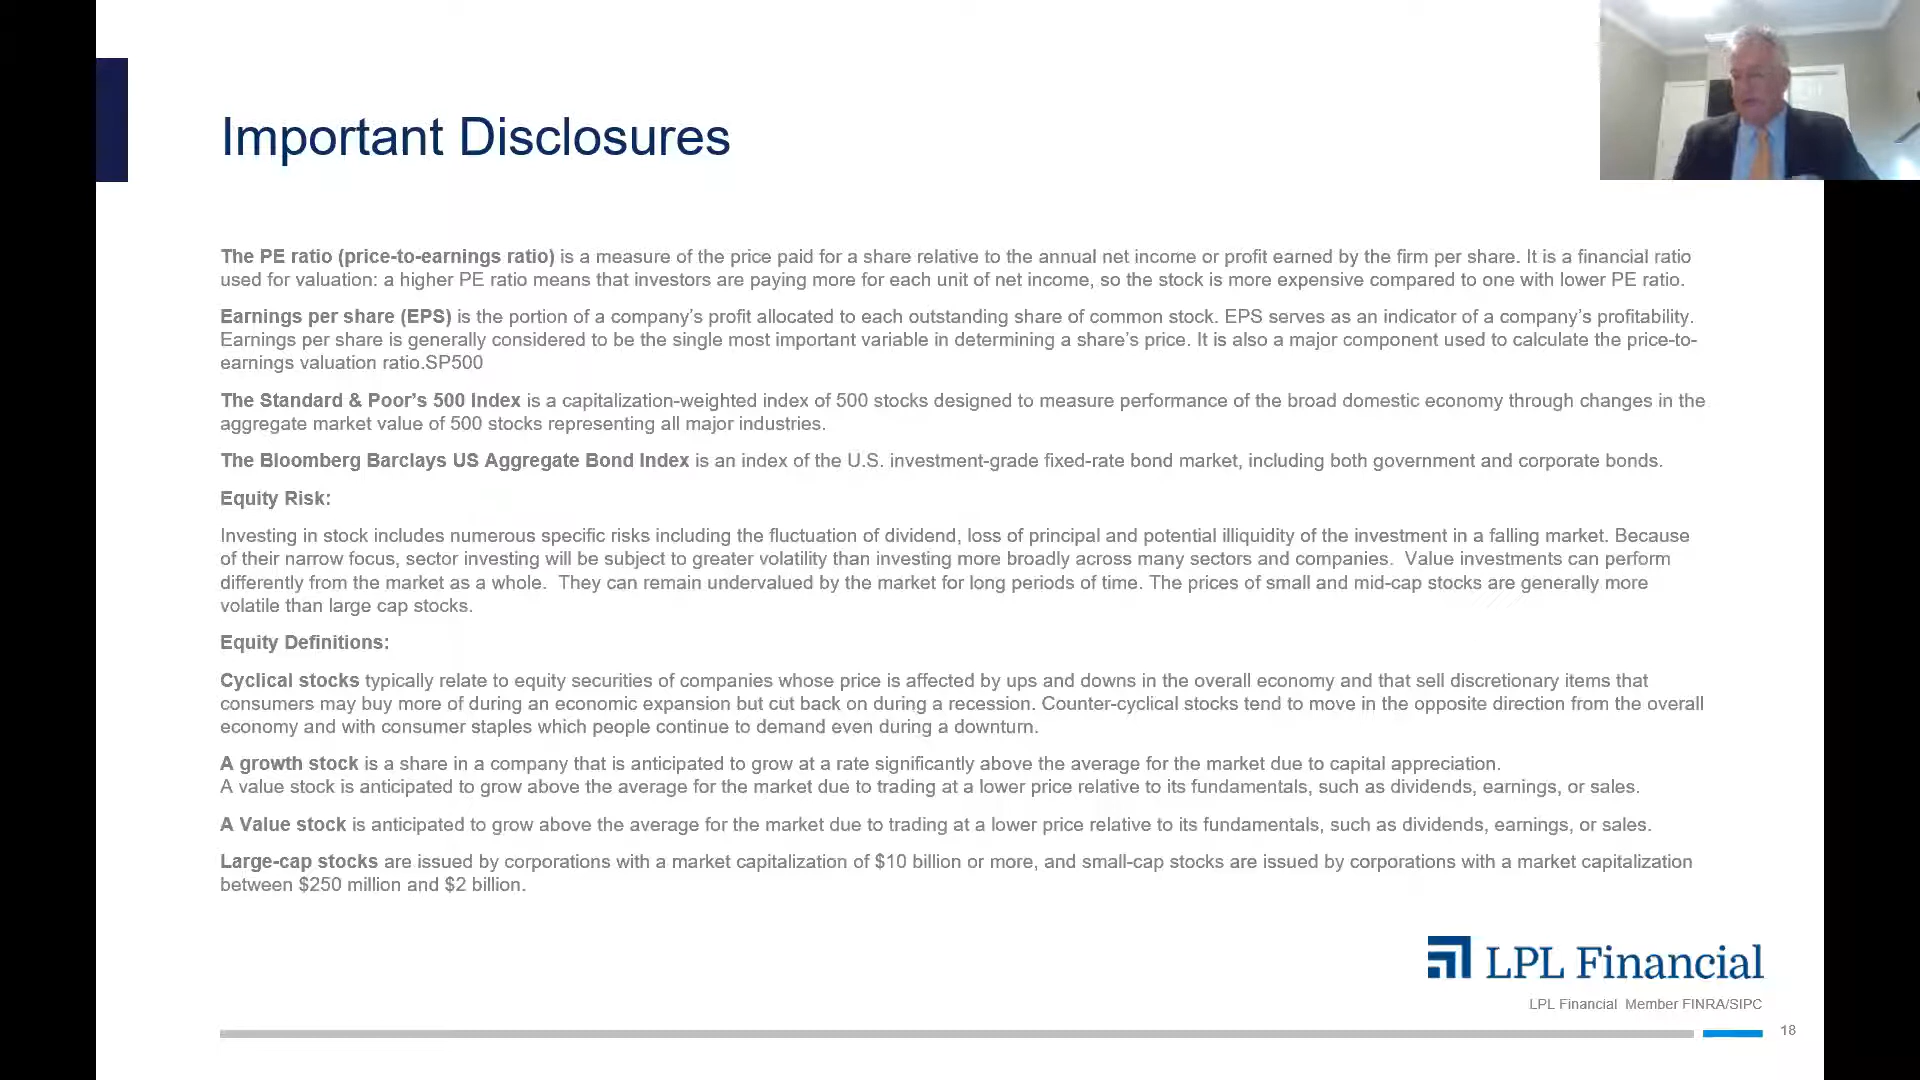 Important Disclosures
The PE ratio (price-to-earnings ratio) is a measure of the price paid for a share relative to the annual net income or profit earned by the firm per share. It is a financial ratio
used for valuation: a higher PE ratio means that investors are paying more for each unit of net income, so the stock is more expensive compared to one with lower PE ratio.
Earnings per share (EPS) is the portion of a company’s profit allocated to each outstanding share of common stock. EPS serves as an indicator of a company’s profitability.
Earnings per share is generally considered to be the single most important variable in determining a share’s price. It is also a major component used to calculate the price-to-
earnings valuation ratio.SP500
The Standard & Poor’s 500 Index is a capitalization-weighted index of 500 stocks designed to measure performance of the broad domestic economy through changes in the
aggregate market value of 500 stocks representing all major industries.
The Bloomberg Barclays US Aggregate Bond Index is an index of the U.S. investment-grade fixed-rate bond market, including both government and corporate bonds.
Equity Risk:
Investing in stock includes numerous specific risks including the fluctuation of dividend, loss of principal and potential illiquidity of the investment in a falling market. Because
of their narrow focus, sector investing will be subject to greater volatility than investing more broadly across many sectors and companies.  Value investments can perform
differently from the market as a whole.  They can remain undervalued by the market for long periods of time. The prices of small and mid-cap stocks are generally more
volatile than large cap stocks.
Equity Definitions:
Cyclical stocks typically relate to equity securities of companies whose price is affected by ups and downs in the overall economy and that sell discretionary items that
consumers may buy more of during an economic expansion but cut back on during a recession. Counter-cyclical stocks tend to move in the opposite direction from the overall
economy and with consumer staples which people continue to demand even during a downturn.
A growth stock is a share in a company that is anticipated to grow at a rate significantly above the average for the market due to capital appreciation.
A value stock is anticipated to grow above the average for the market due to trading at a lower price relative to its fundamentals, such as dividends, earnings, or sales.
A Value stock is anticipated to grow above the average for the market due to trading at a lower price relative to its fundamentals, such as dividends, earnings, or sales.
Large-cap stocks are issued by corporations with a market capitalization of $10 billion or more, and small-cap stocks are issued by corporations with a market capitalization
between $250 million and $2 billion.
LPL Financial
LPL Financial  Member FINRA/SIPC
18